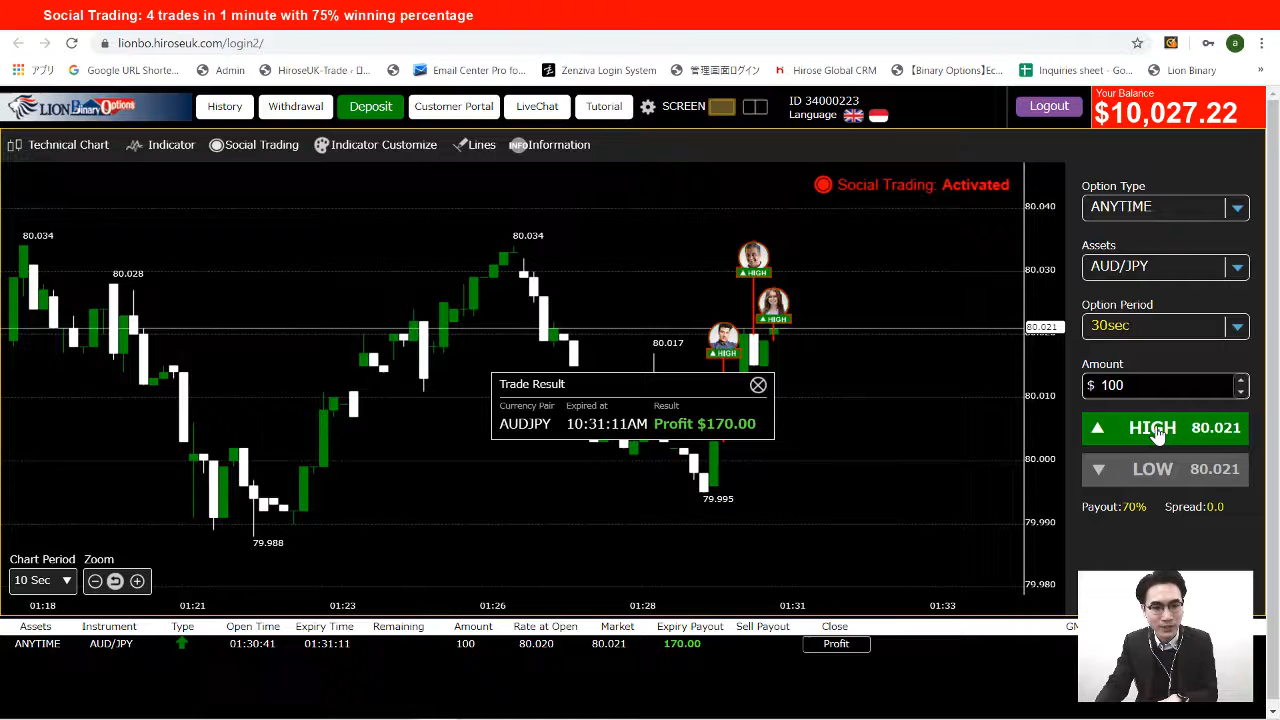 Social Trading: 4 trades in 1 minute with 75% winning percentage
lionbo.hiroseuk.com/login2/
アプリ Google URL Shorte... Admin HiroseUK-Trade ‹ ロ... Email Center Pro fo... Zenziva Login System 管理画面ログイン Hirose Global CRM 【Binary Options】Ec... Inquiries sheet - Go... Lion Binary »
LION Binary Options History Withdrawal Deposit Customer Portal LiveChat Tutorial SCREEN ID 34000223 Language Logout Your Balance $10,027.22
Technical Chart Indicator Social Trading Indicator Customize Lines INFO Information
Social Trading: Activated
Option Type
ANYTIME
Assets
AUD/JPY
Option Period
30sec
Amount
$ 100
HIGH 80.021
LOW 80.021
Payout:70% Spread:0.0
80.034
80.028
80.034
80.017
79.988
79.995
HIGH
HIGH
HIGH
80.040
80.030
80.021
80.010
80.000
79.990
79.980
Trade Result
Currency Pair Expired at Result
AUDJPY 10:31:11AM Profit $170.00
Chart Period Zoom
10 Sec
01:18 01:21 01:23 01:26 01:28 01:31 01:33
Assets Instrument Type Open Time Expiry Time Remaining Amount Rate at Open Market Expiry Payout Sell Payout Close
ANYTIME AUD/JPY 01:30:41 01:31:11 100 80.020 80.021 170.00 Profit